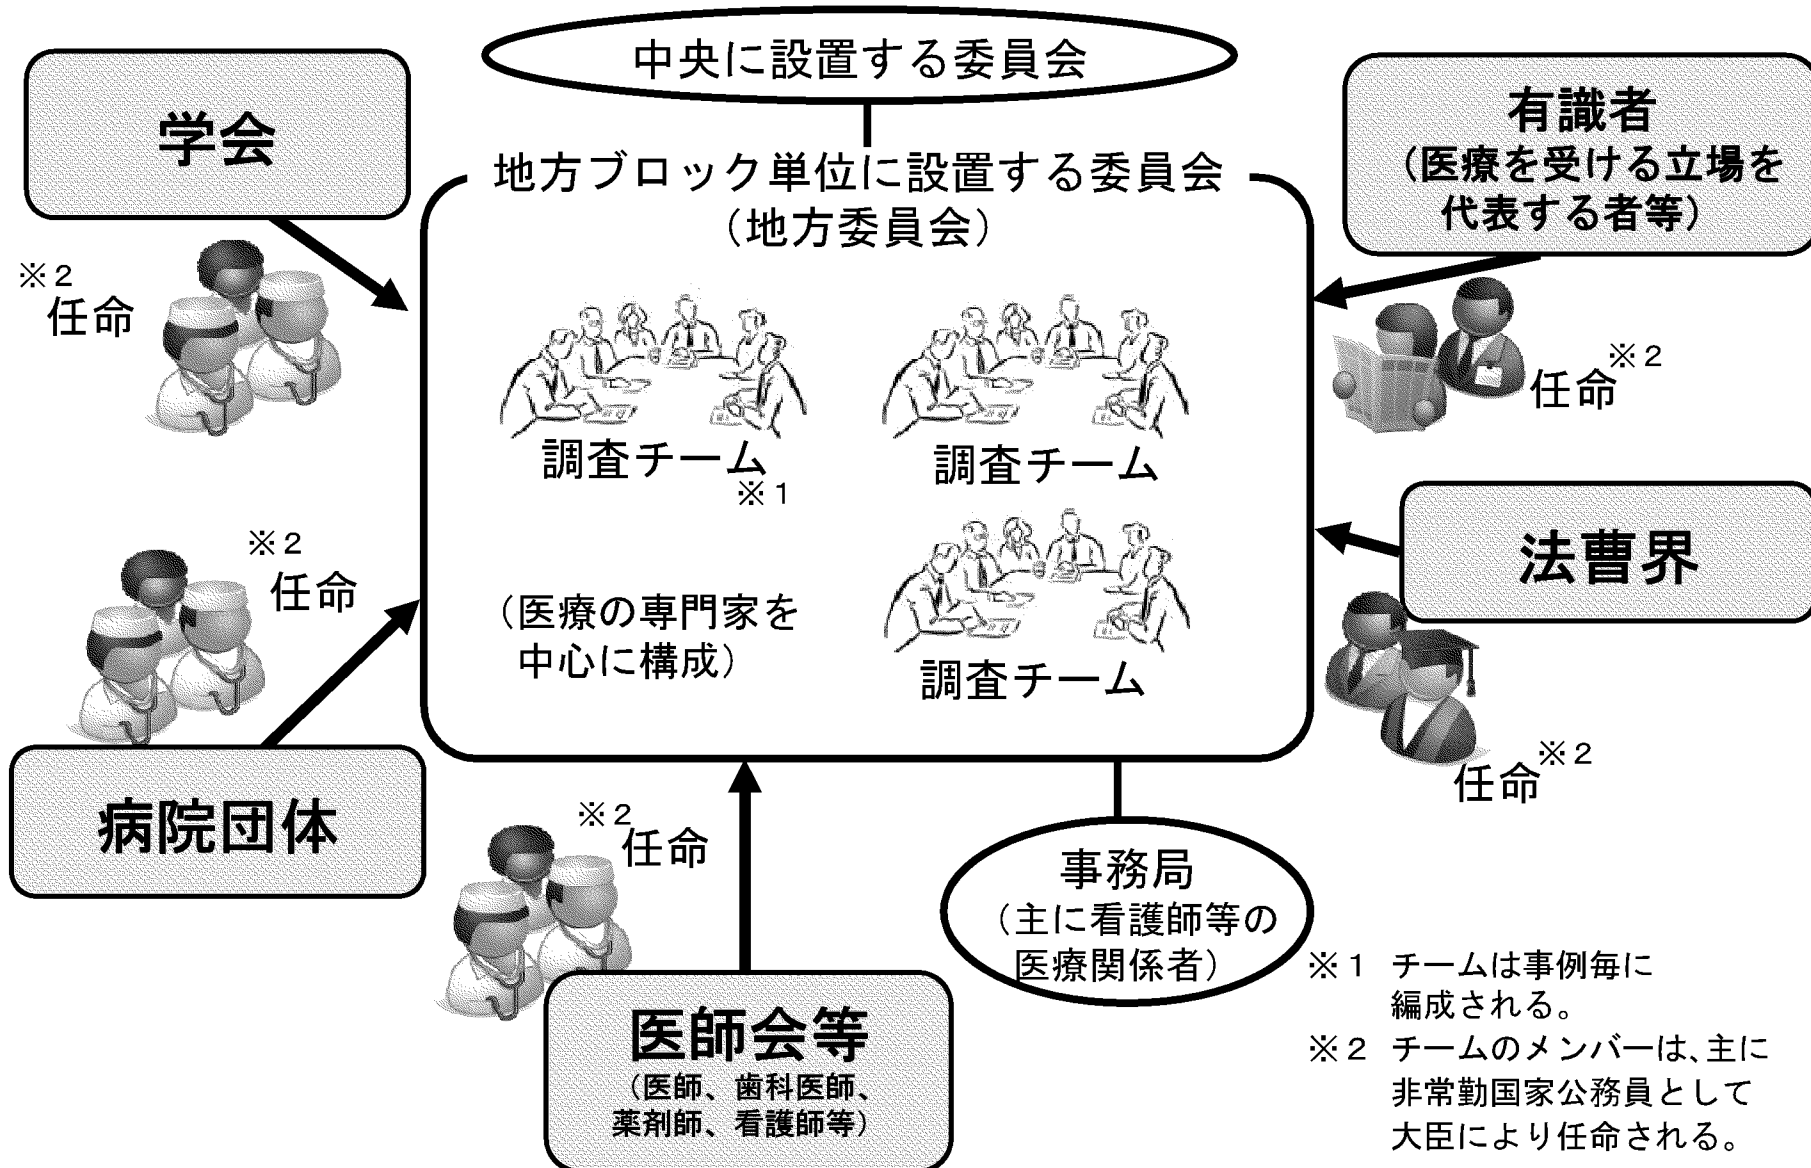 中央に設置する委員会
学会
有識者
(医療を受ける立場を
代表する者等)
地方ブロック単位に設置する委員会
(地方委員会)
※2
任命
任命※2
調査チーム
※1
調査チーム
法曹界
※2
任命
(医療の専門家を
中心に構成)
調査チーム
任命※2
病院団体
※2
任命
事務局
(主に看護師等の
医療関係者)
医師会等
(医師、歯科医師、
薬剤師、看護師等)
※1 チームは事例毎に
編成される。
※2 チームのメンバーは、主に
非常勤国家公務員として
大臣により任命される。